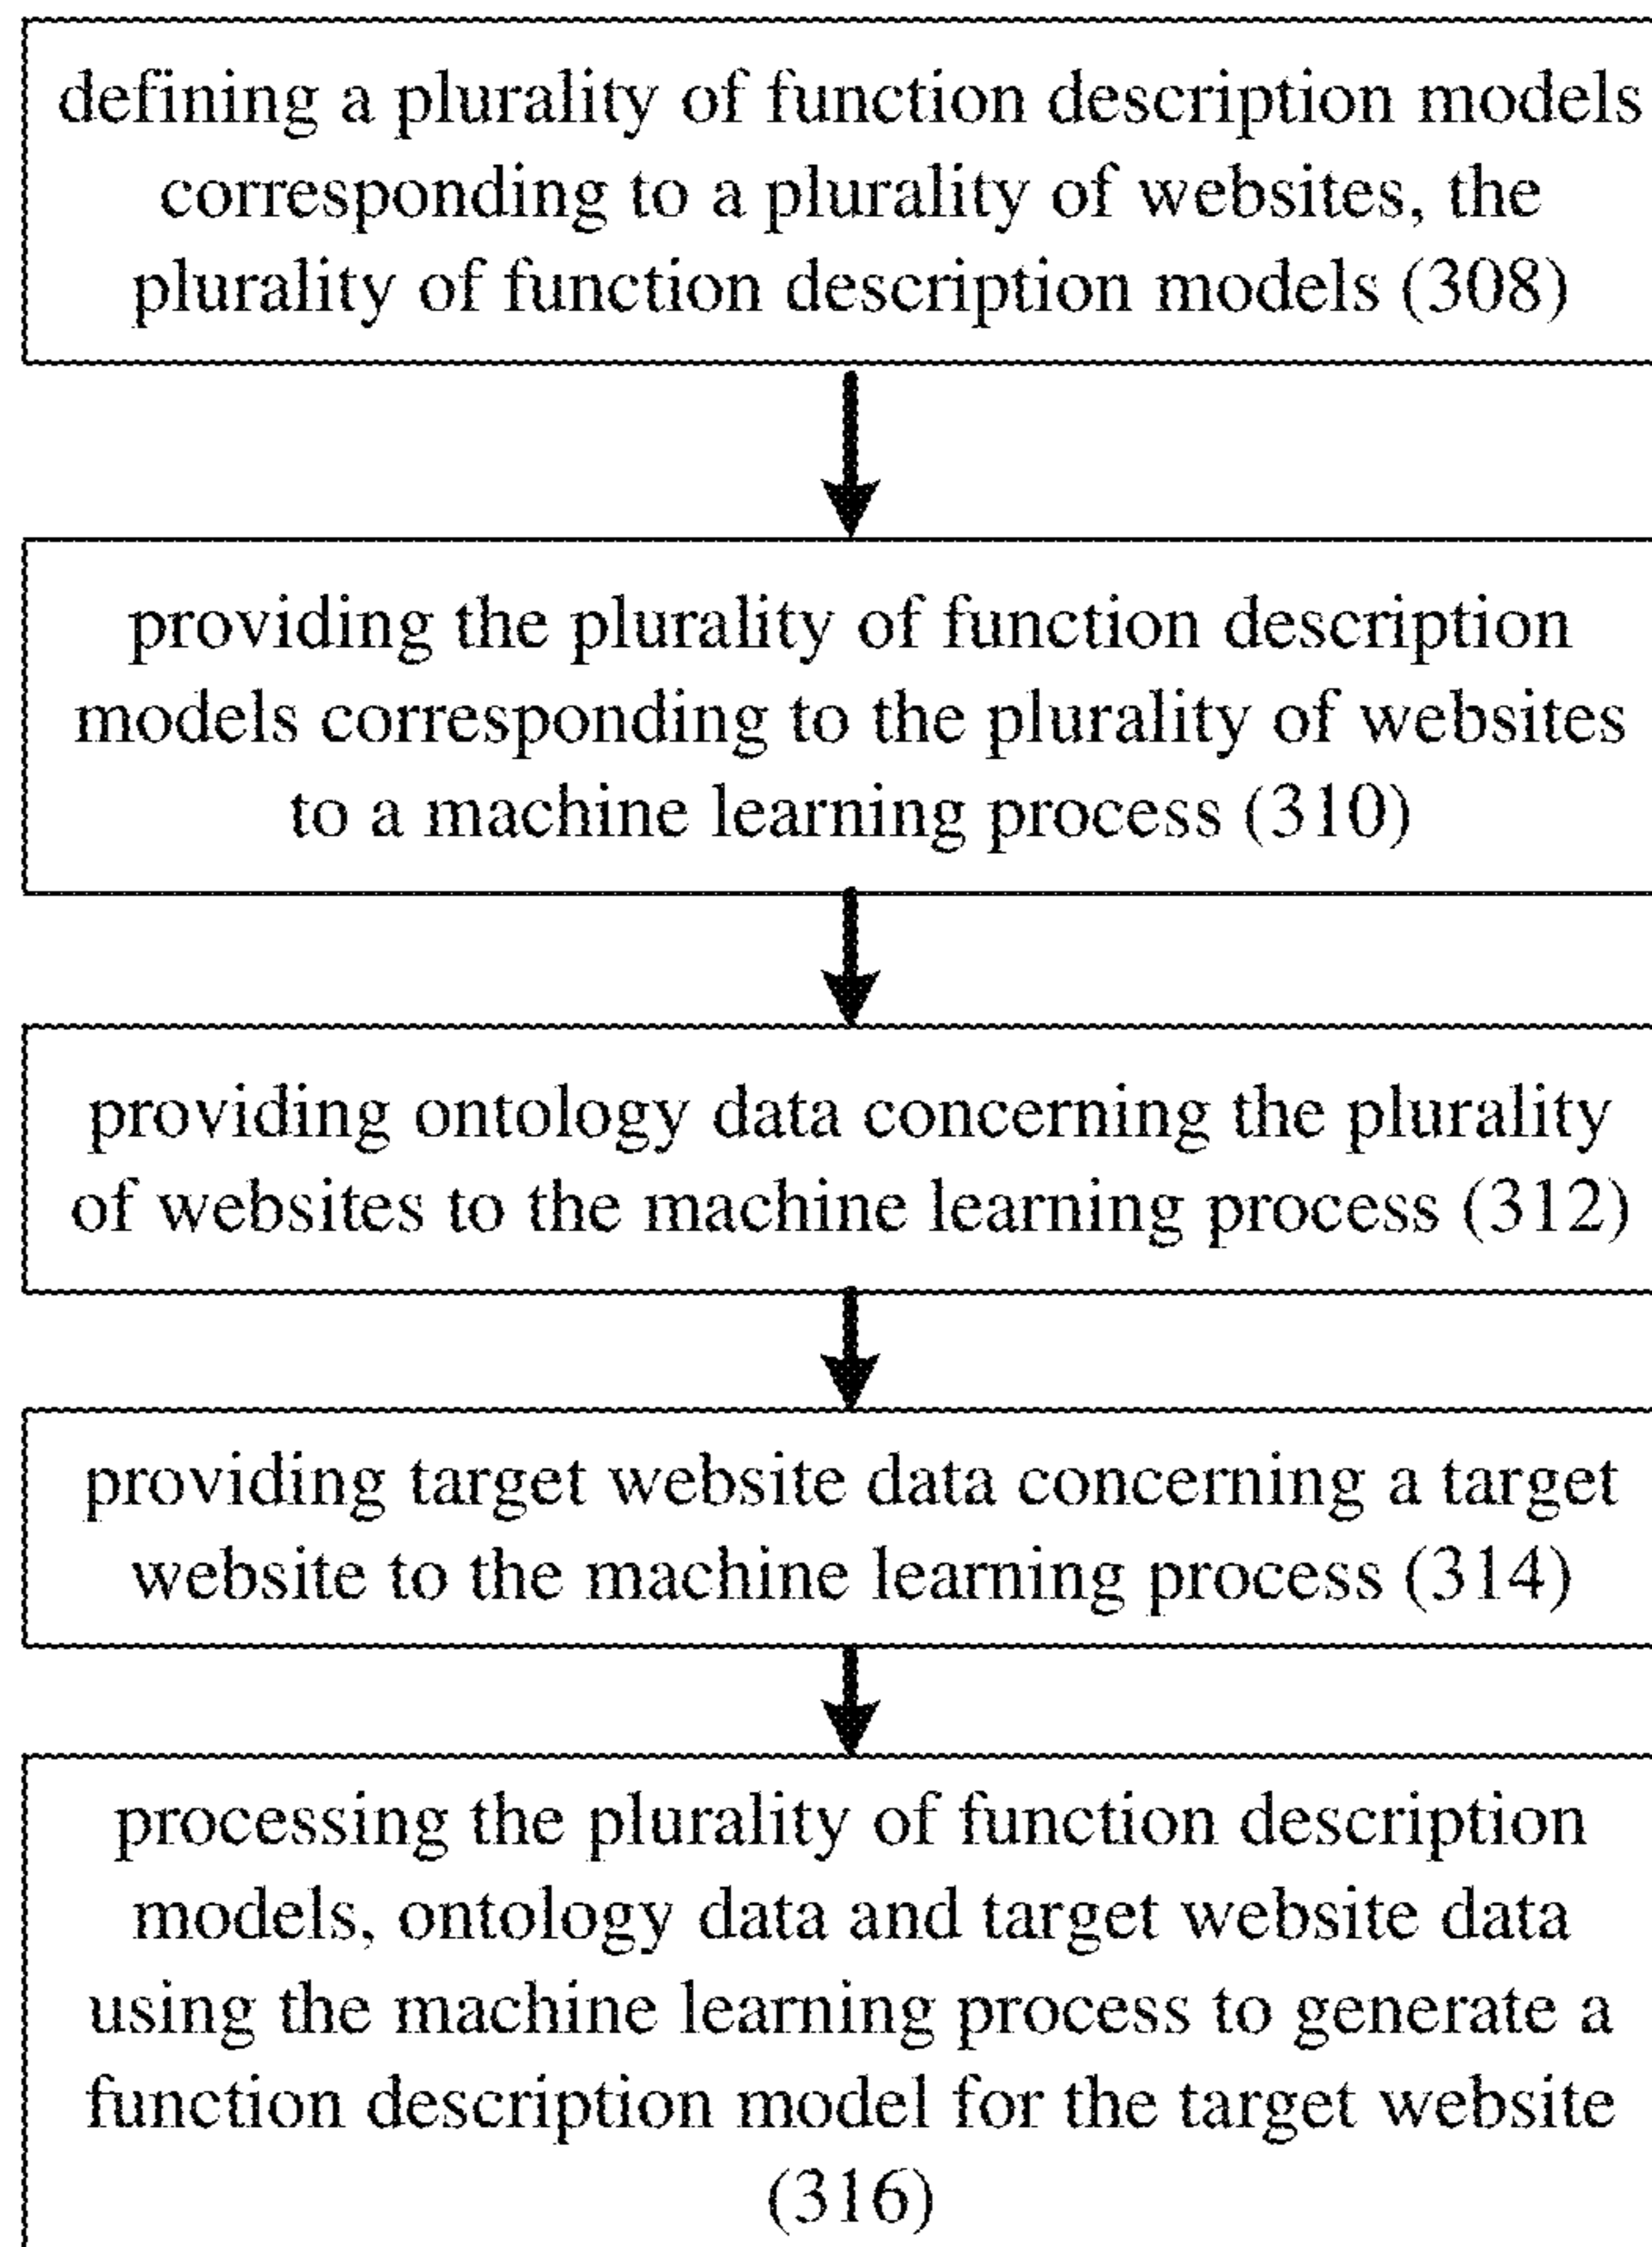 defining a plurality of function description models
corresponding to a plurality of websites, the
plurality of function description models (308)
providing the plurality of function description
models corresponding to the plurality of websites
to a machine learning process (310)
providing ontology data concerning the plurality
of websites to the machine learning process (312)
providing target website data concerning a target
website to the machine learning process (314)
processing the plurality of function description
models, ontology data and target website data
using the machine learning process to generate a
function description model for the target website
(316)